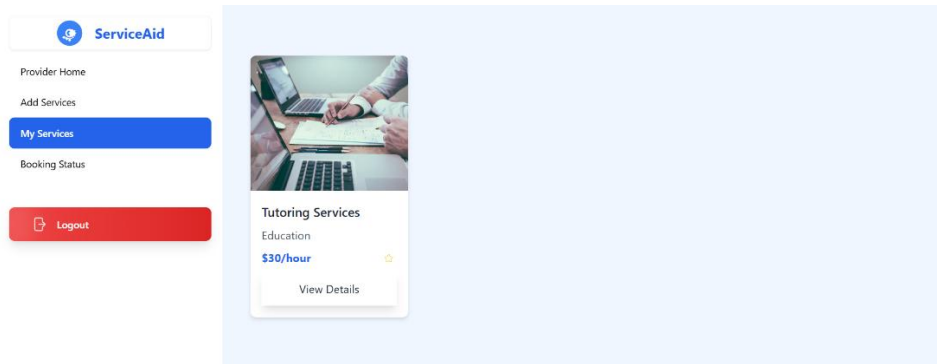 ServiceAid
Provider Home
Add Services
My Services
Booking Status
Logout
Tutoring Services
Education
$30/hour
View Details